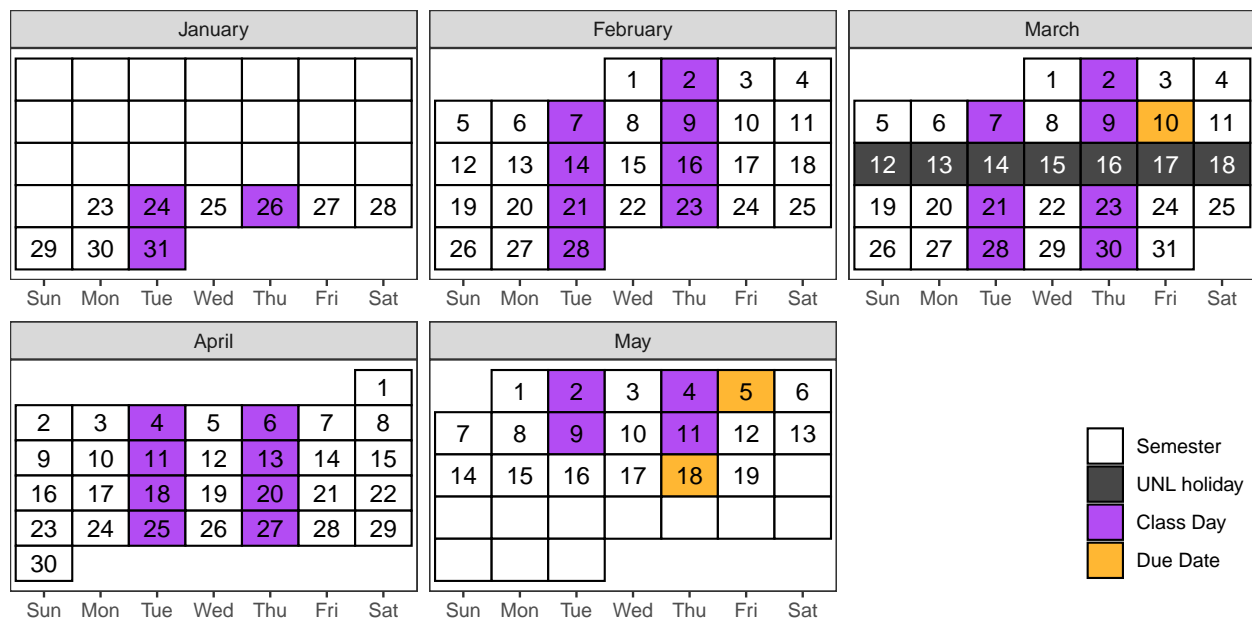 January
23 24 25 26 27 28
29 30 31
Sun Mon Tue Wed Thu Fri Sat
February
1 2 3 4
5 6 7 8 9 10 11
12 13 14 15 16 17 18
19 20 21 22 23 24 25
26 27 28
Sun Mon Tue Wed Thu Fri Sat
March
1 2 3 4
5 6 7 8 9 10 11
12 13 14 15 16 17 18
19 20 21 22 23 24 25
26 27 28 29 30 31
Sun Mon Tue Wed Thu Fri Sat
April
1
2 3 4 5 6 7 8
9 10 11 12 13 14 15
16 17 18 19 20 21 22
23 24 25 26 27 28 29
30
Sun Mon Tue Wed Thu Fri Sat
May
1 2 3 4 5 6
7 8 9 10 11 12 13
14 15 16 17 18 19
Sun Mon Tue Wed Thu Fri Sat
Semester
UNL holiday
Class Day
Due Date